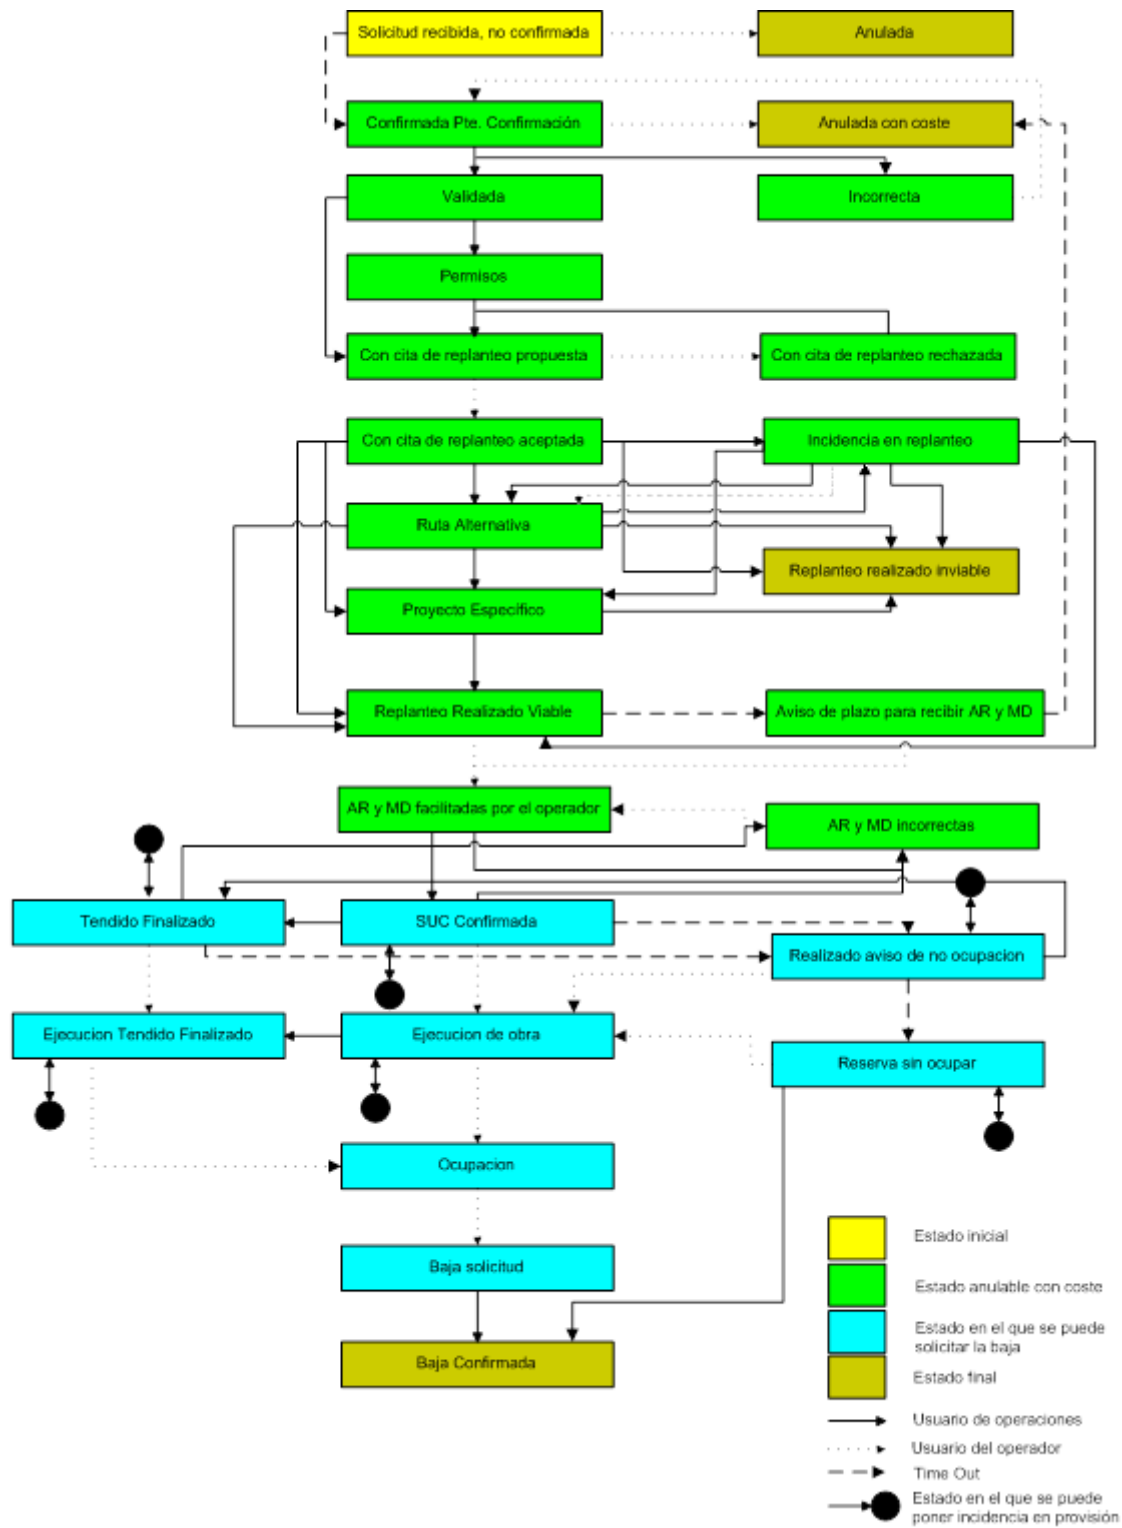 Solicitud recibida, no confirmada
Anulada
Confirmada Pte. Confirmación
Anulada con coste
Validada
Incorrecta
Permisos
Con cita de replanteo propuesta
Con cita de replanteo rechazada
Con cita de replanteo aceptada
Incidencia en replanteo
Ruta Alternativa
Replanteo realizado inviable
Proyecto Específico
Replanteo Realizado Viable
Aviso de plazo para recibir AR y MD
AR y MD facilitadas por el operador
AR y MD incorrectas
Tendido Finalizado
SUC Confirmada
Realizado aviso de no ocupacion
Ejecucion Tendido Finalizado
Ejecucion de obra
Reserva sin ocupar
Ocupacion
Baja solicitud
Baja Confirmada
Estado inicial
Estado anulable con coste
Estado en el que se puede
solicitar la baja
Estado final
Usuario de operaciones
Usuario del operador
Time Out
Estado en el que se puede
poner incidencia en provisión